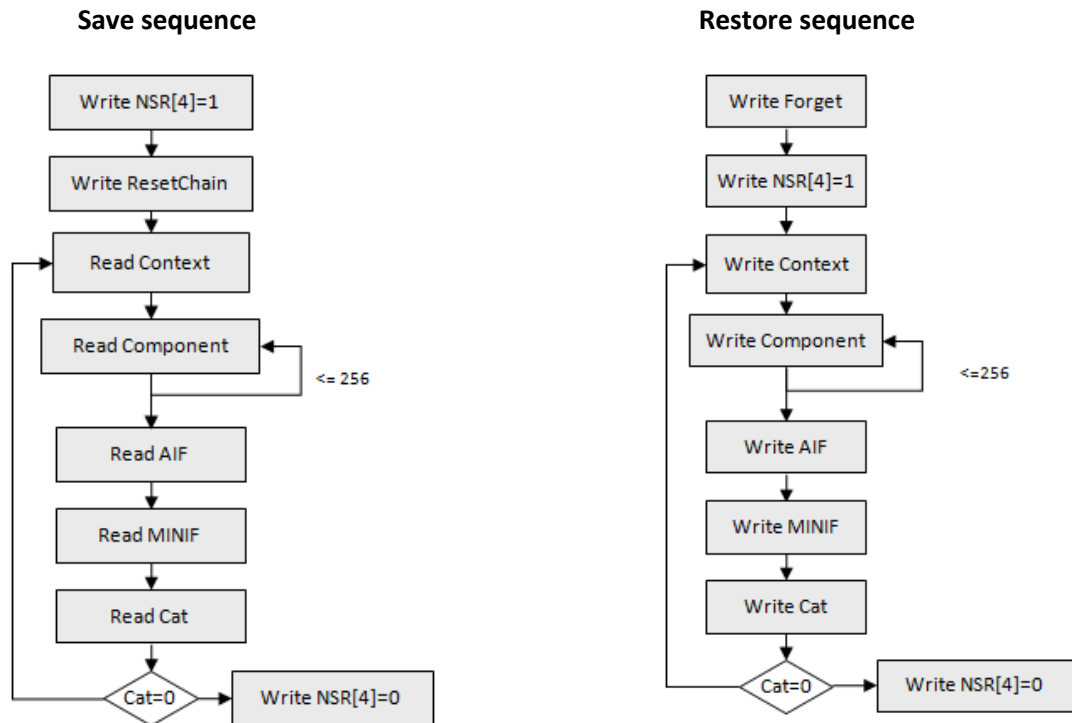 Save sequence
Write NSR[4]=1
Write ResetChain
Read Context
Read Component
<= 256
Read AIF
Read MINIF
Read Cat
Cat=0
Write NSR[4]=0
Restore sequence
Write Forget
Write NSR[4]=1
Write Context
Write Component
<=256
Write AIF
Write MINIF
Write Cat
Cat=0
Write NSR[4]=0